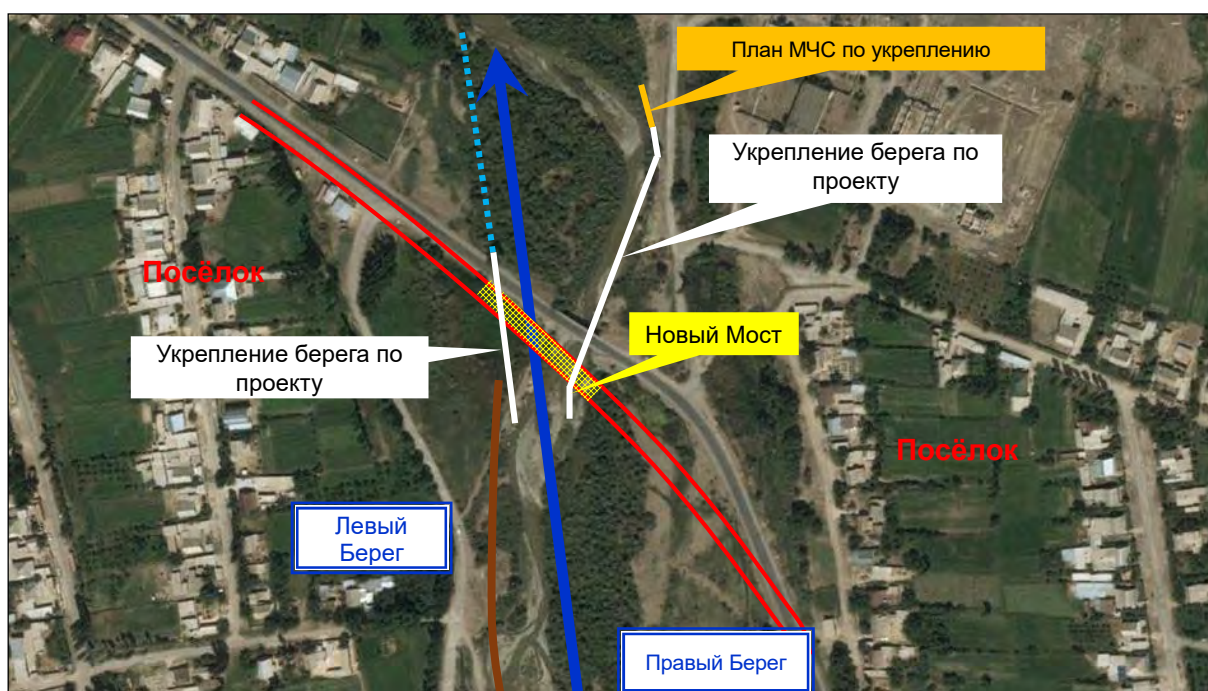 План МЧС по укреплению
Укрепление берега по
проекту
Посёлок
Новый Мост
Укрепление берега по
проекту
Посёлок
Левый
Берег
Правый Берег